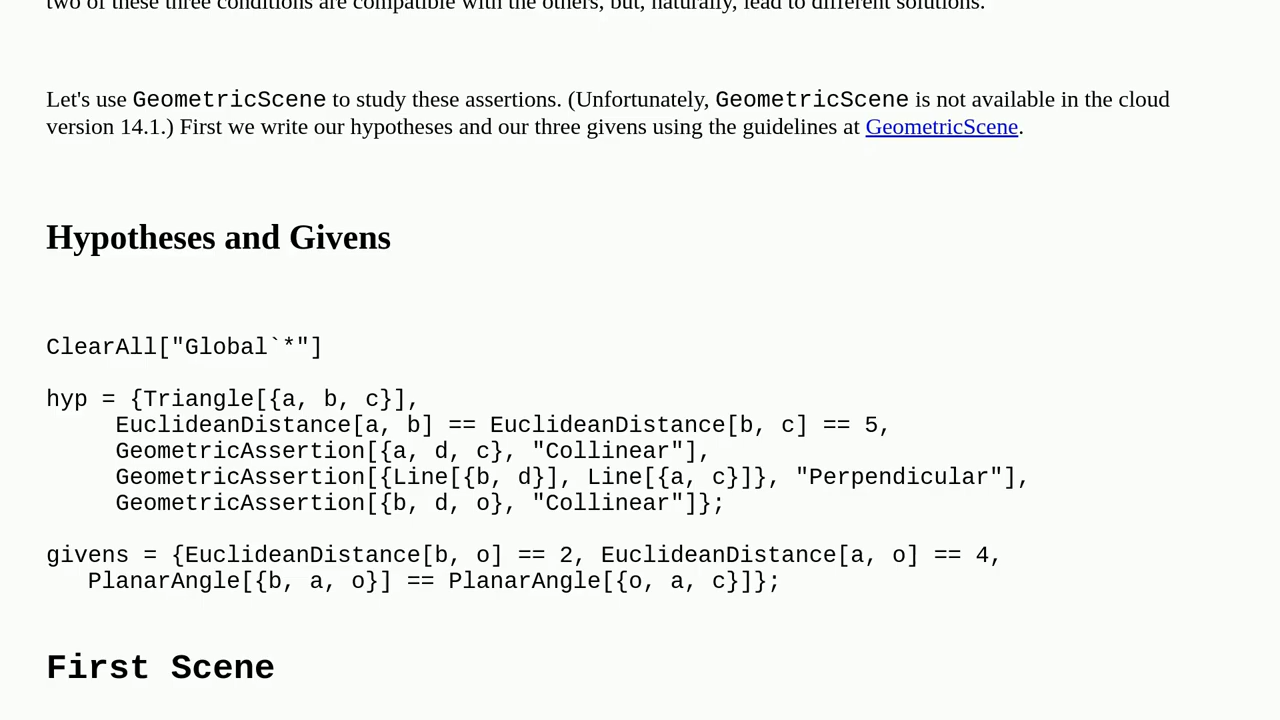 two of these three conditions are compatible with the others, but, naturally, lead to different solutions.
Let's use GeometricScene to study these assertions. (Unfortunately, GeometricScene is not available in the cloud
version 14.1.) First we write our hypotheses and our three givens using the guidelines at GeometricScene.
Hypotheses and Givens
ClearAll["Global`*"]
hyp = {Triangle[{a, b, c}],
     EuclideanDistance[a, b] == EuclideanDistance[b, c] == 5,
     GeometricAssertion[{a, d, c}, "Collinear"],
     GeometricAssertion[{Line[{b, d}], Line[{a, c}]}, "Perpendicular"],
     GeometricAssertion[{b, d, o}, "Collinear"]};
givens = {EuclideanDistance[b, o] == 2, EuclideanDistance[a, o] == 4,
   PlanarAngle[{b, a, o}] == PlanarAngle[{o, a, c}]};
First Scene